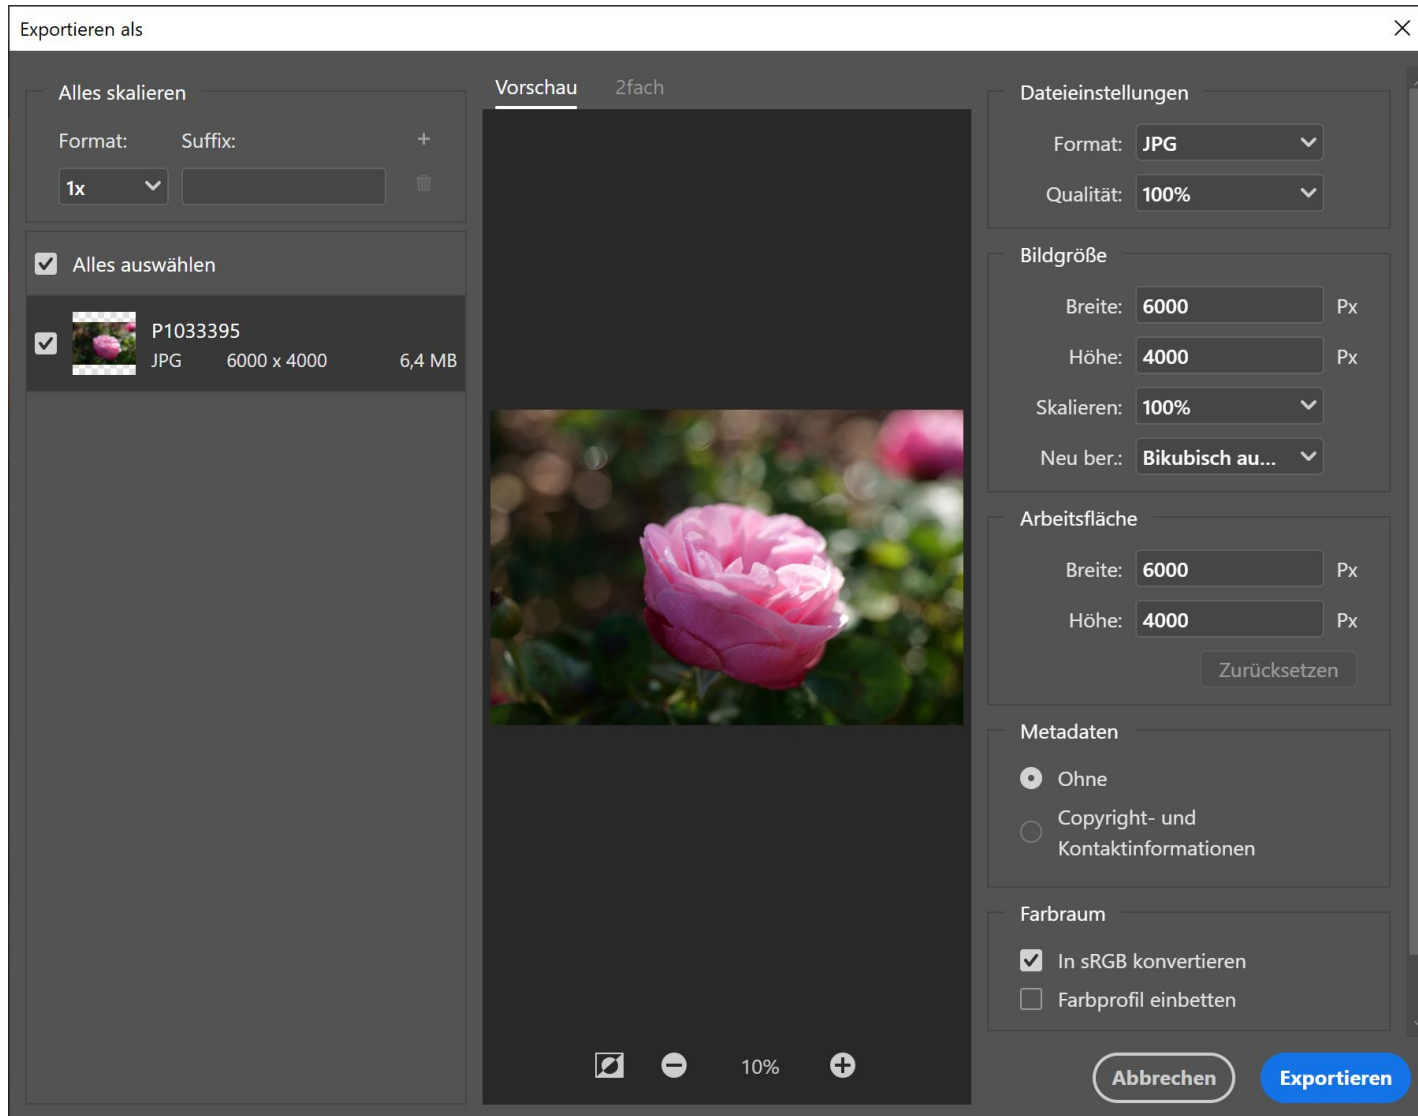 Exportieren als
Alles skalieren
Format: Suffix:
1x
Alles auswählen
P1033395
JPG 6000 x 4000 6,4 MB
Vorschau 2fach
10%
Dateieinstellungen
Format: JPG
Qualität: 100%
Bildgröße
Breite: 6000 Px
Höhe: 4000 Px
Skalieren: 100%
Neu ber.: Bikubisch au...
Arbeitsfläche
Breite: 6000 Px
Höhe: 4000 Px
Zurücksetzen
Metadaten
Ohne
Copyright- und
Kontaktinformationen
Farbraum
In sRGB konvertieren
Farbprofil einbetten
Abbrechen Exportieren